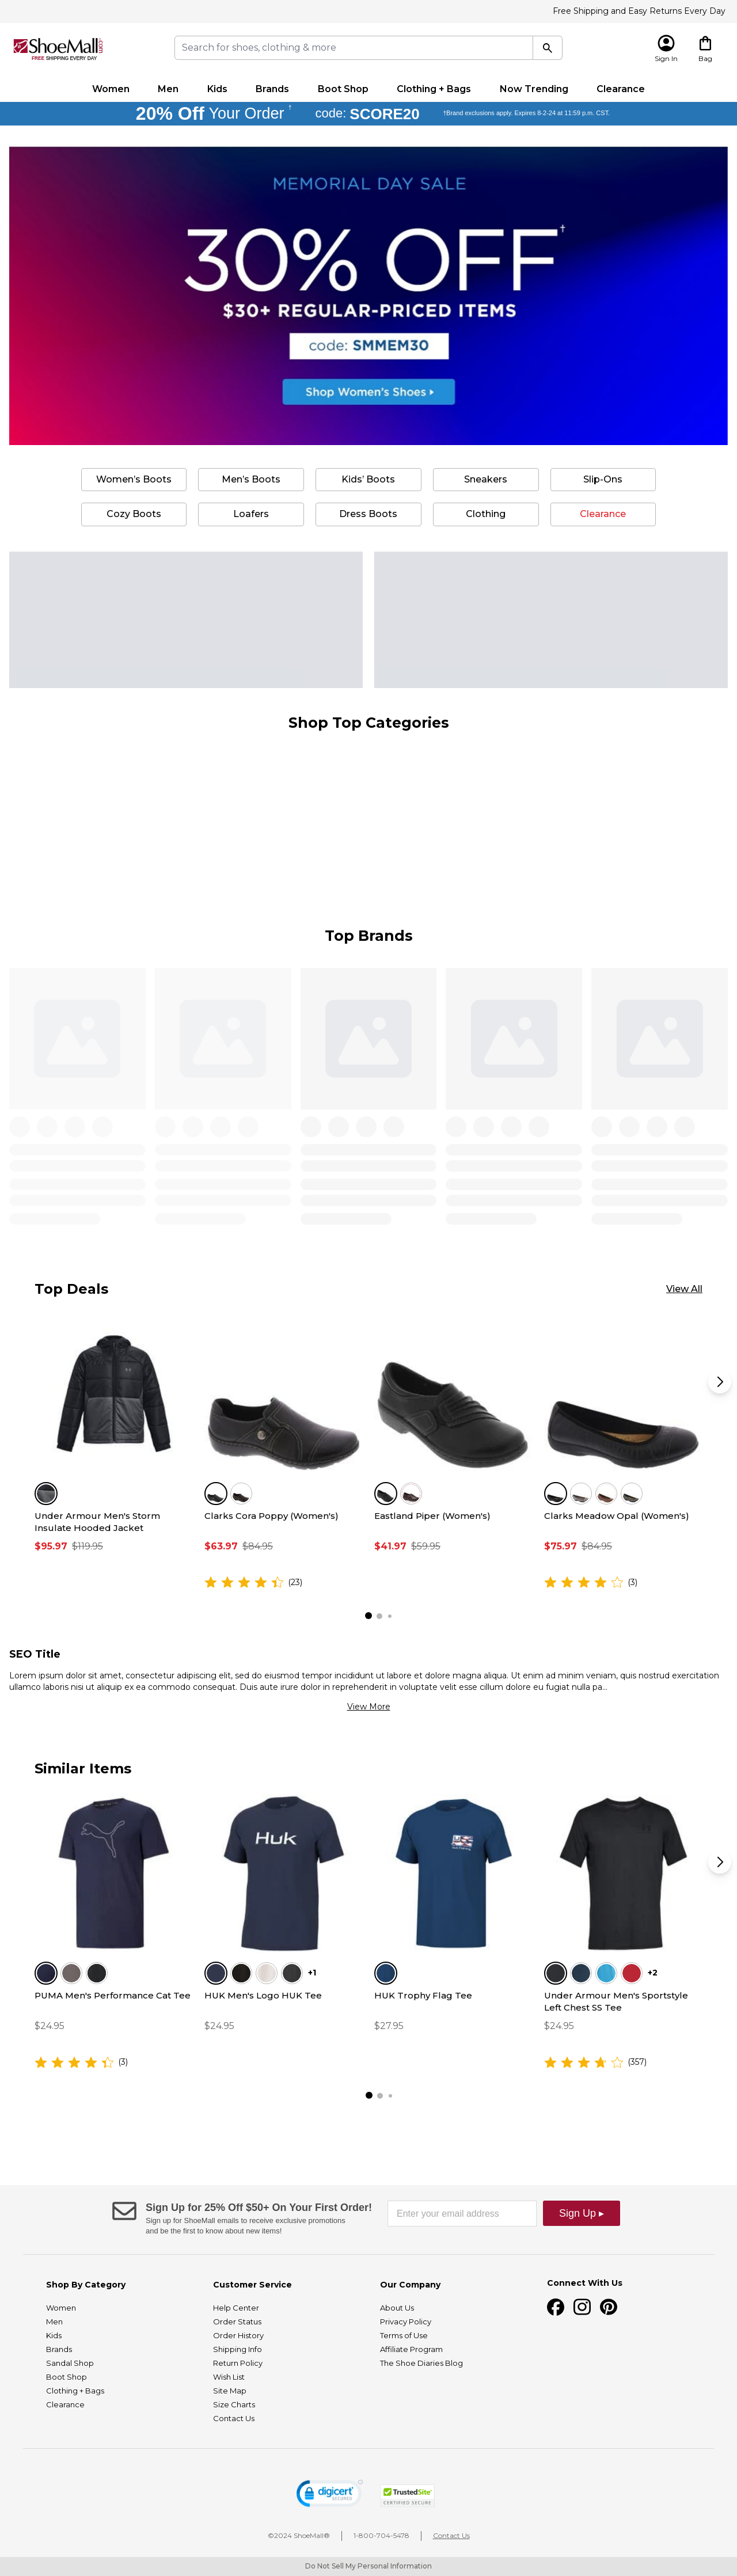 Free Shipping and Easy Returns Every Day
ShoeMall.com
FREE SHIPPING EVERY DAY
Search for shoes, clothing & more
Sign In
Bag
Women Men Kids Brands Boot Shop Clothing + Bags Now Trending Clearance
20% Off Your Order † code: SCORE20 †Brand exclusions apply. Expires 8-2-24 at 11:59 p.m. CST.
MEMORIAL DAY SALE
30% OFF†
$30+ REGULAR-PRICED ITEMS
code: SMMEM30
Shop Women's Shoes ▸
Women's Boots Men's Boots Kids' Boots Sneakers Slip-Ons
Cozy Boots Loafers Dress Boots Clothing Clearance
Shop Top Categories
Top Brands
Top Deals
View All
Under Armour Men's Storm
Insulate Hooded Jacket
$95.97 $119.95
Clarks Cora Poppy (Women's)
$63.97 $84.95
(23)
Eastland Piper (Women's)
$41.97 $59.95
Clarks Meadow Opal (Women's)
$75.97 $84.95
(3)
SEO Title
Lorem ipsum dolor sit amet, consectetur adipiscing elit, sed do eiusmod tempor incididunt ut labore et dolore magna aliqua. Ut enim ad minim veniam, quis nostrud exercitation
ullamco laboris nisi ut aliquip ex ea commodo consequat. Duis aute irure dolor in reprehenderit in voluptate velit esse cillum dolore eu fugiat nulla pa...
View More
Similar Items
Huk
PUMA Men's Performance Cat Tee
$24.95
(3)
+1
HUK Men's Logo HUK Tee
$24.95
HUK Trophy Flag Tee
$27.95
+2
Under Armour Men's Sportstyle
Left Chest SS Tee
$24.95
(357)
Sign Up for 25% Off $50+ On Your First Order!
Sign up for ShoeMall emails to receive exclusive promotions
and be the first to know about new items!
Enter your email address
Sign Up ▸
Shop By Category
Women
Men
Kids
Brands
Sandal Shop
Boot Shop
Clothing + Bags
Clearance
Customer Service
Help Center
Order Status
Order History
Shipping Info
Return Policy
Wish List
Site Map
Size Charts
Contact Us
Our Company
About Us
Privacy Policy
Terms of Use
Affiliate Program
The Shoe Diaries Blog
Connect With Us
digicert
SECURED
TrustedSite
CERTIFIED SECURE
©2024 ShoeMall® | 1-800-704-5478 | Contact Us
Do Not Sell My Personal Information